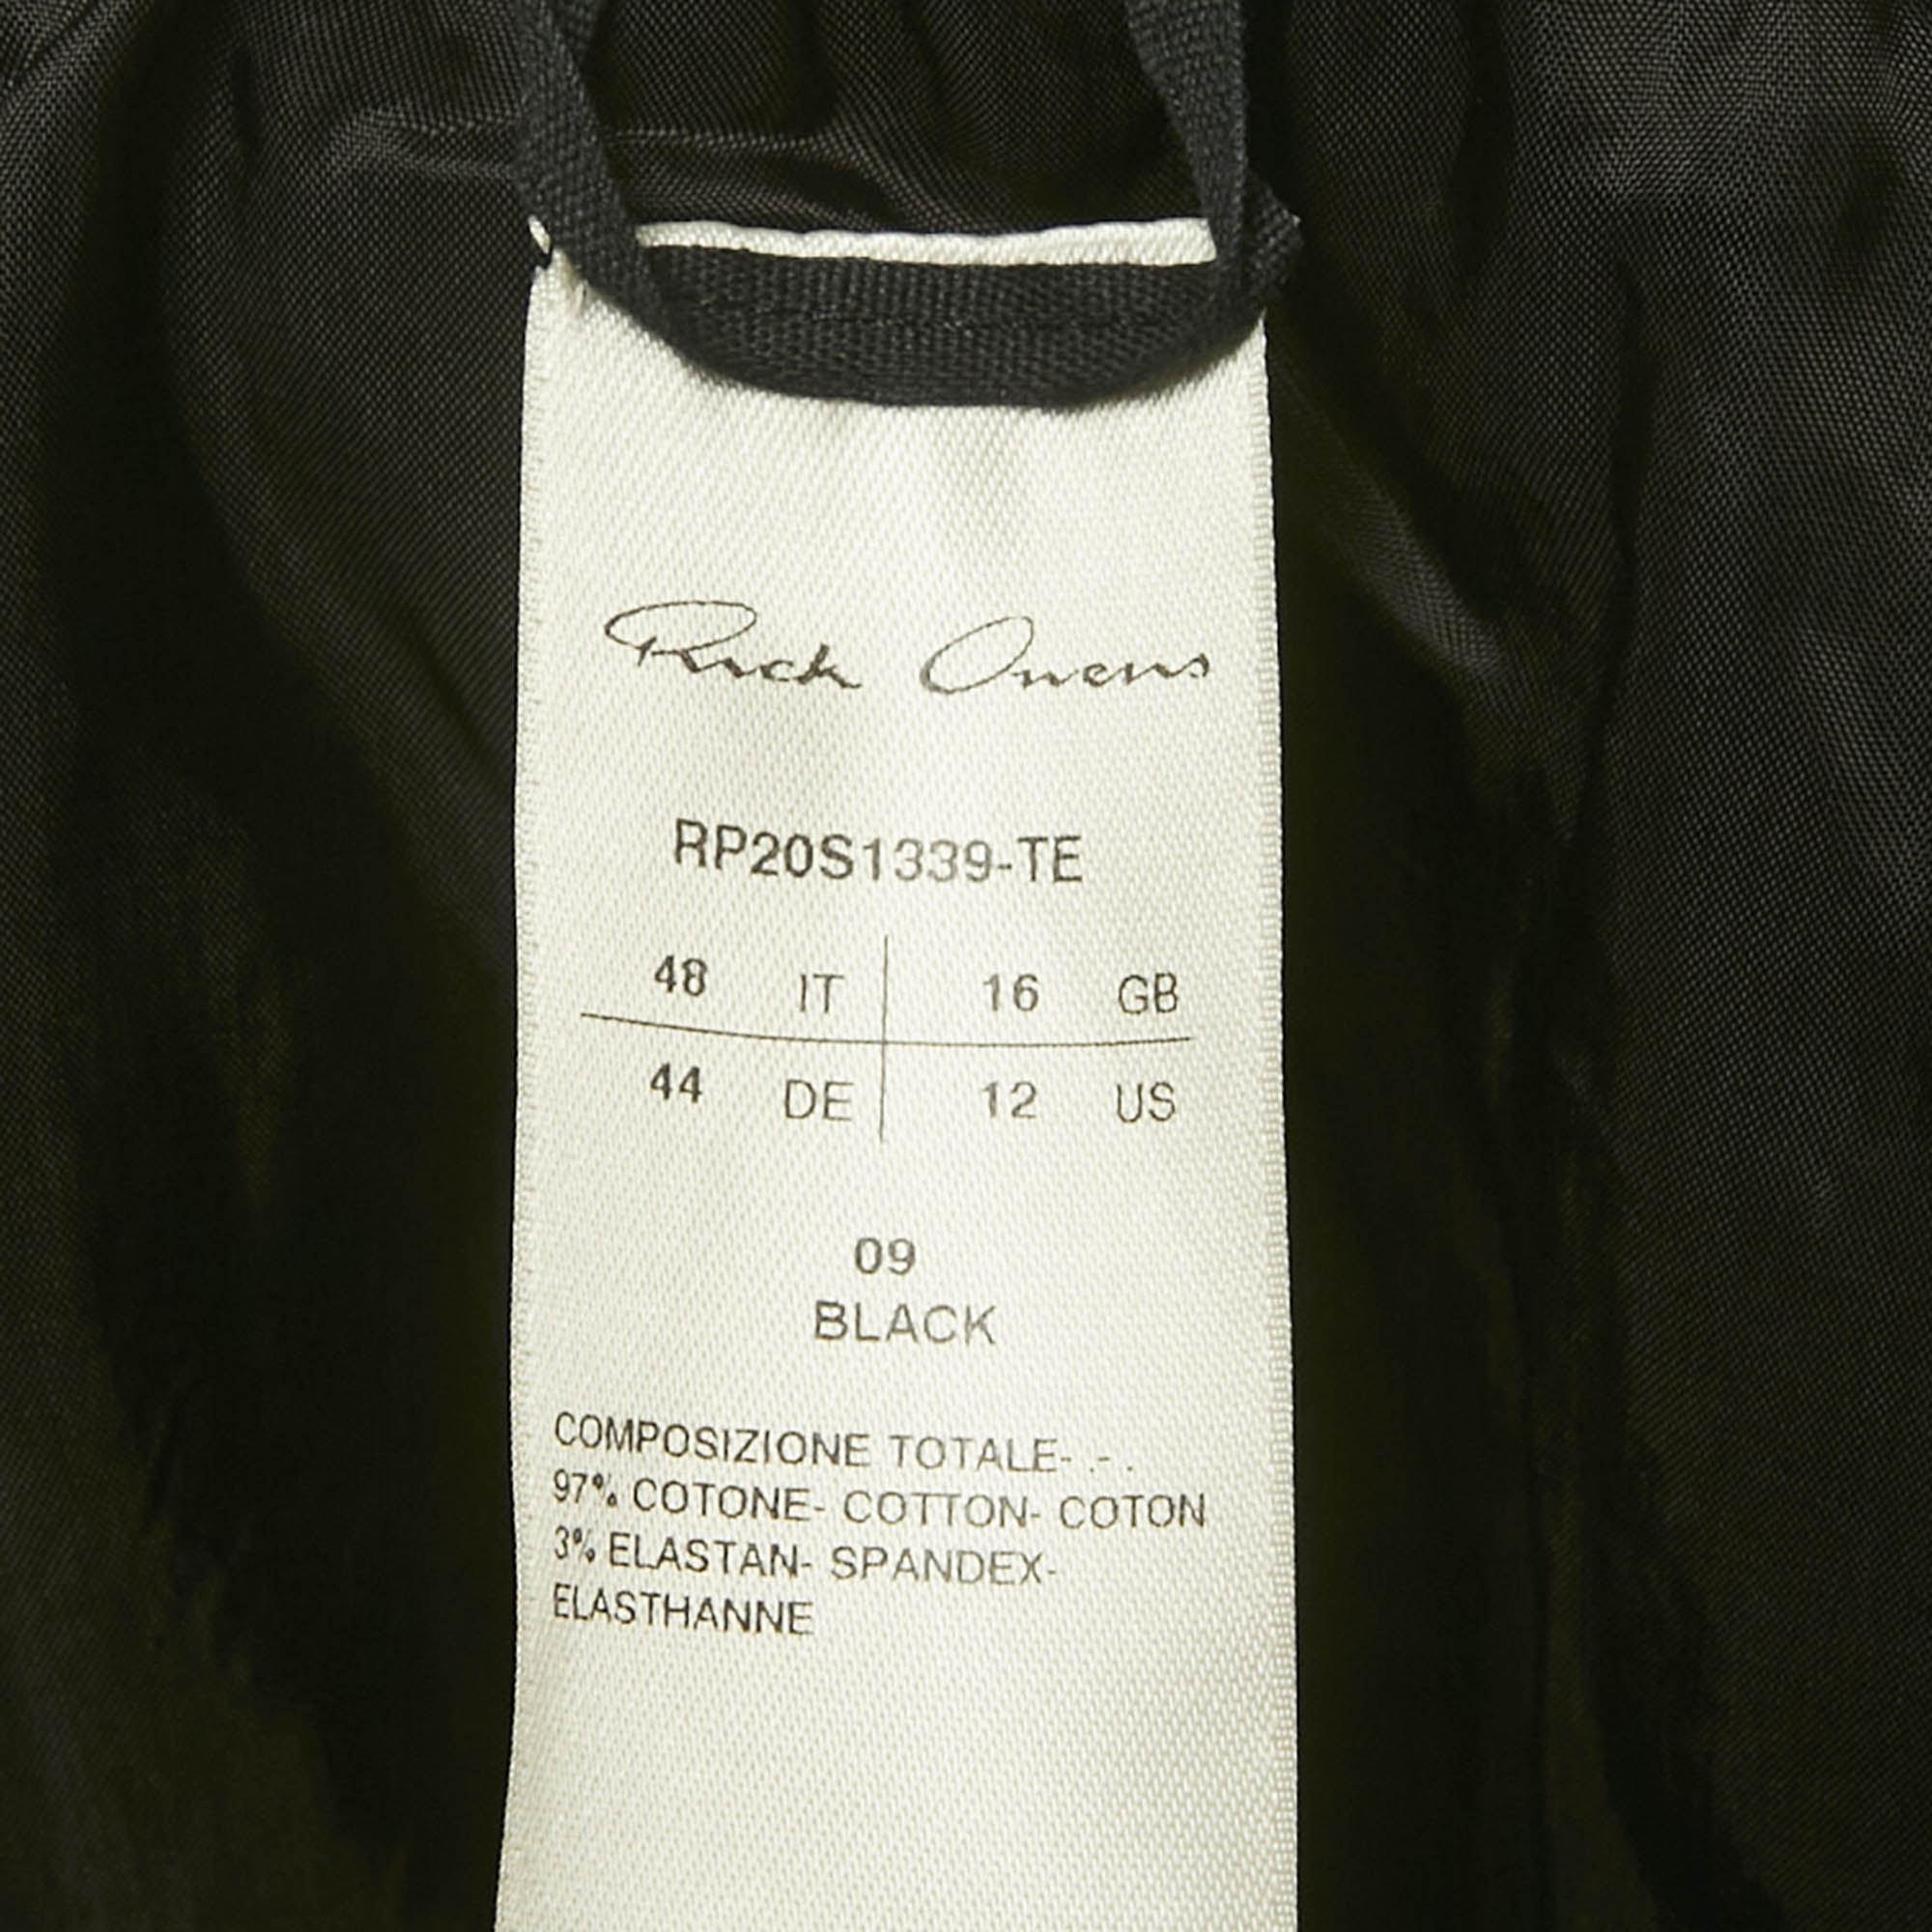 Rick Owens
RP20S1339-TE
48 IT 16 GB
44 DE 12 US
09
BLACK
COMPOSIZIONE TOTALE- .- .
97% COTONE- COTTON- COTON
3% ELASTAN- SPANDEX-
ELASTHANNE